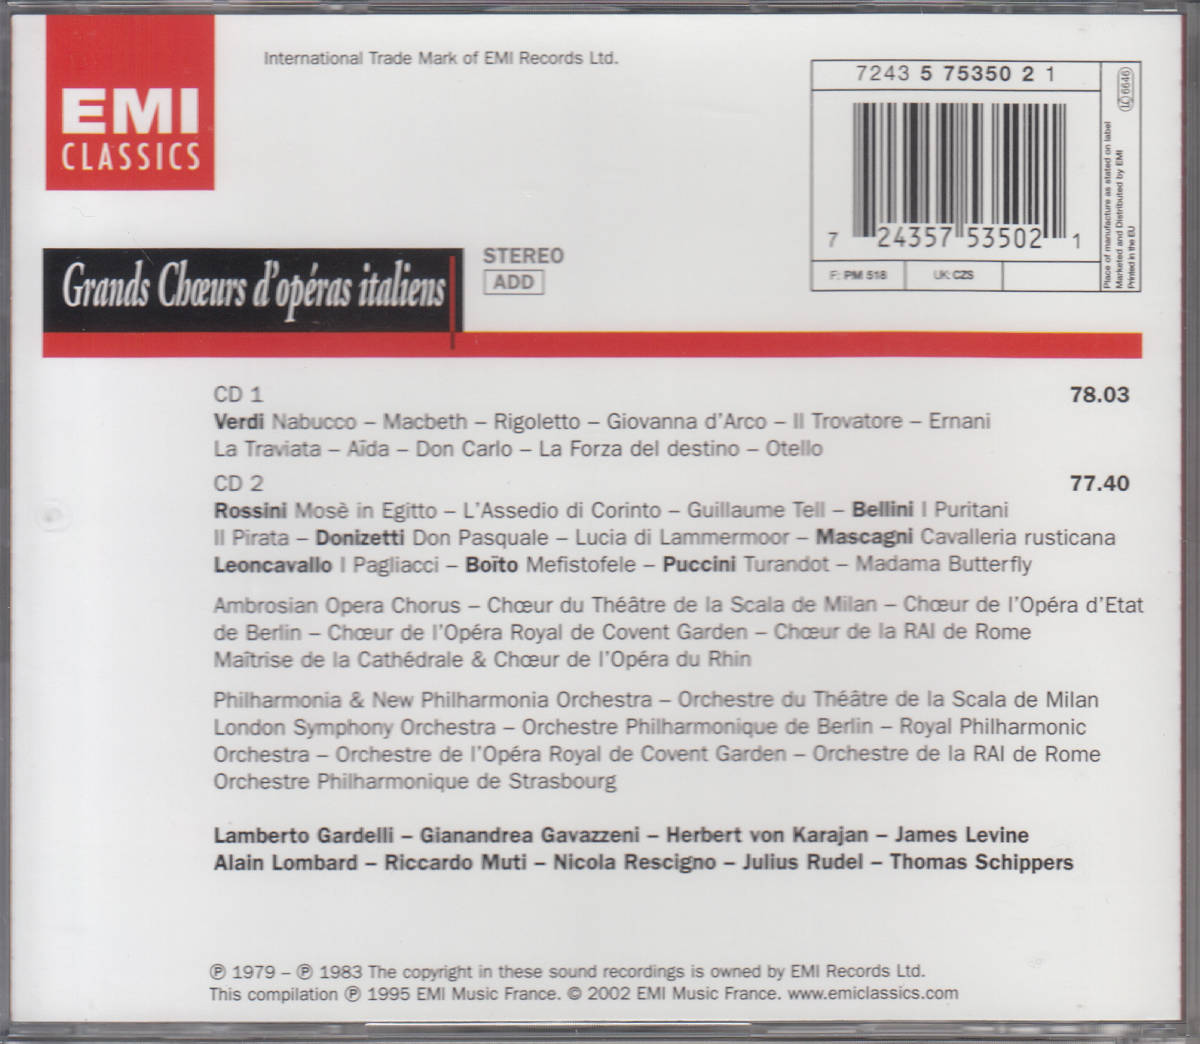 EMI
CLASSICS
International Trade Mark of EMI Records Ltd.
7243 5 75350 2 1
7 24357 53502 1
F: PM 518
UK: CZS
LC 6646
Place of manufacture as stated on label
Marketed and Distributed by EMI
Printed in the EU
Grands Chœurs d'opéras italiens
STEREO
ADD
CD 1 78.03
Verdi Nabucco – Macbeth – Rigoletto – Giovanna d'Arco – Il Trovatore – Ernani
La Traviata – Aïda – Don Carlo – La Forza del destino – Otello
CD 2 77.40
Rossini Mosè in Egitto – L'Assedio di Corinto – Guillaume Tell – Bellini I Puritani
Il Pirata – Donizetti Don Pasquale – Lucia di Lammermoor – Mascagni Cavalleria rusticana
Leoncavallo I Pagliacci – Boïto Mefistofele – Puccini Turandot – Madama Butterfly
Ambrosian Opera Chorus – Chœur du Théâtre de la Scala de Milan – Chœur de l'Opéra d'Etat
de Berlin – Chœur de l'Opéra Royal de Covent Garden – Chœur de la RAI de Rome
Maîtrise de la Cathédrale & Chœur de l'Opéra du Rhin
Philharmonia & New Philharmonia Orchestra – Orchestre du Théâtre de la Scala de Milan
London Symphony Orchestra – Orchestre Philharmonique de Berlin – Royal Philharmonic
Orchestra – Orchestre de l'Opéra Royal de Covent Garden – Orchestre de la RAI de Rome
Orchestre Philharmonique de Strasbourg
Lamberto Gardelli – Gianandrea Gavazzeni – Herbert von Karajan – James Levine
Alain Lombard – Riccardo Muti – Nicola Rescigno – Julius Rudel – Thomas Schippers
℗ 1979 – ℗ 1983 The copyright in these sound recordings is owned by EMI Records Ltd.
This compilation ℗ 1995 EMI Music France. © 2002 EMI Music France. www.emiclassics.com